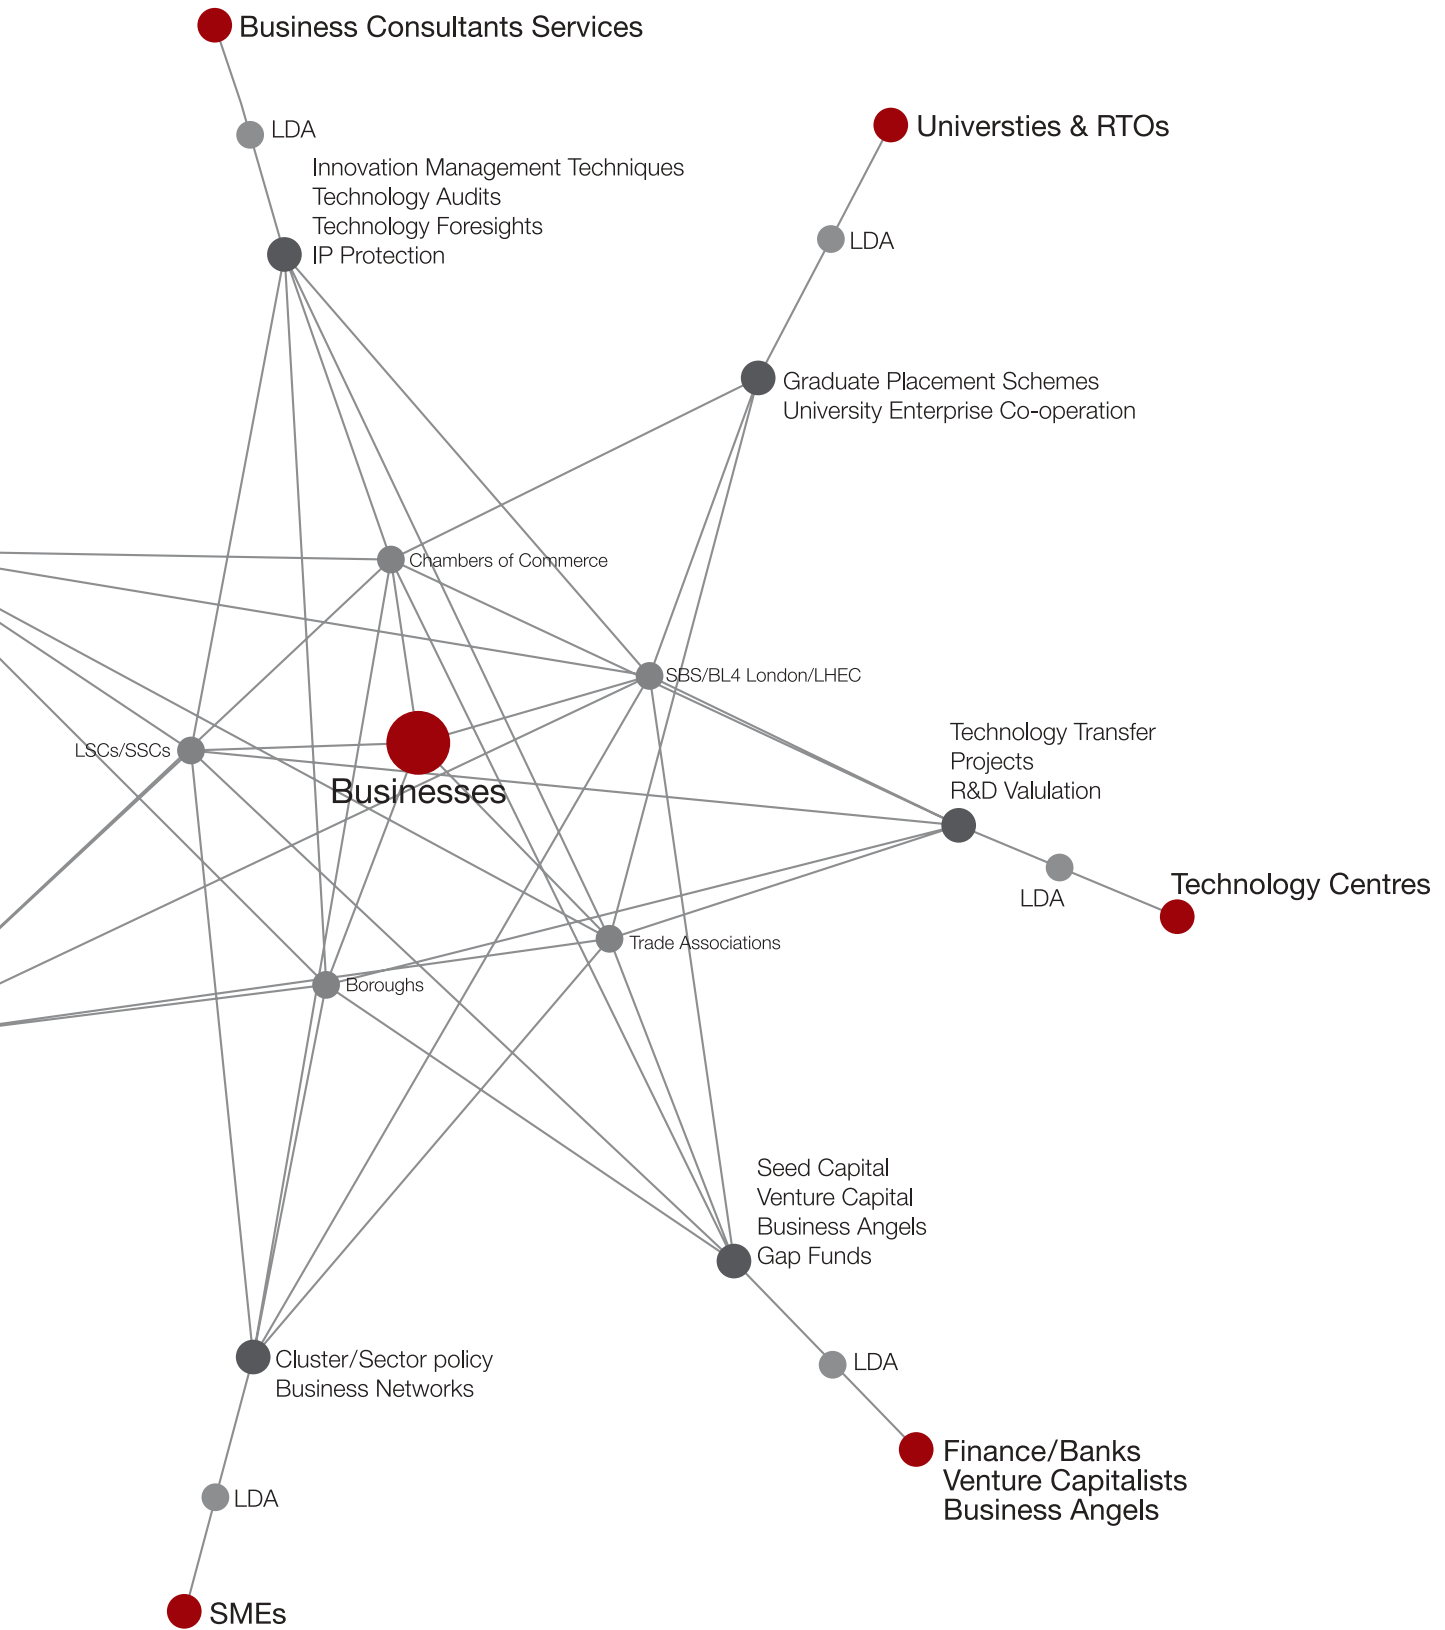 Business Consultants Services
LDA
Innovation Management Techniques
Technology Audits
Technology Foresights
IP Protection
Universties & RTOs
LDA
Graduate Placement Schemes
University Enterprise Co-operation
Chambers of Commerce
SBS/BL4 London/LHEC
LSCs/SSCs
Businesses
Technology Transfer
Projects
R&D Valulation
LDA
Technology Centres
Trade Associations
Boroughs
Seed Capital
Venture Capital
Business Angels
Gap Funds
LDA
Finance/Banks
Venture Capitalists
Business Angels
Cluster/Sector policy
Business Networks
LDA
SMEs